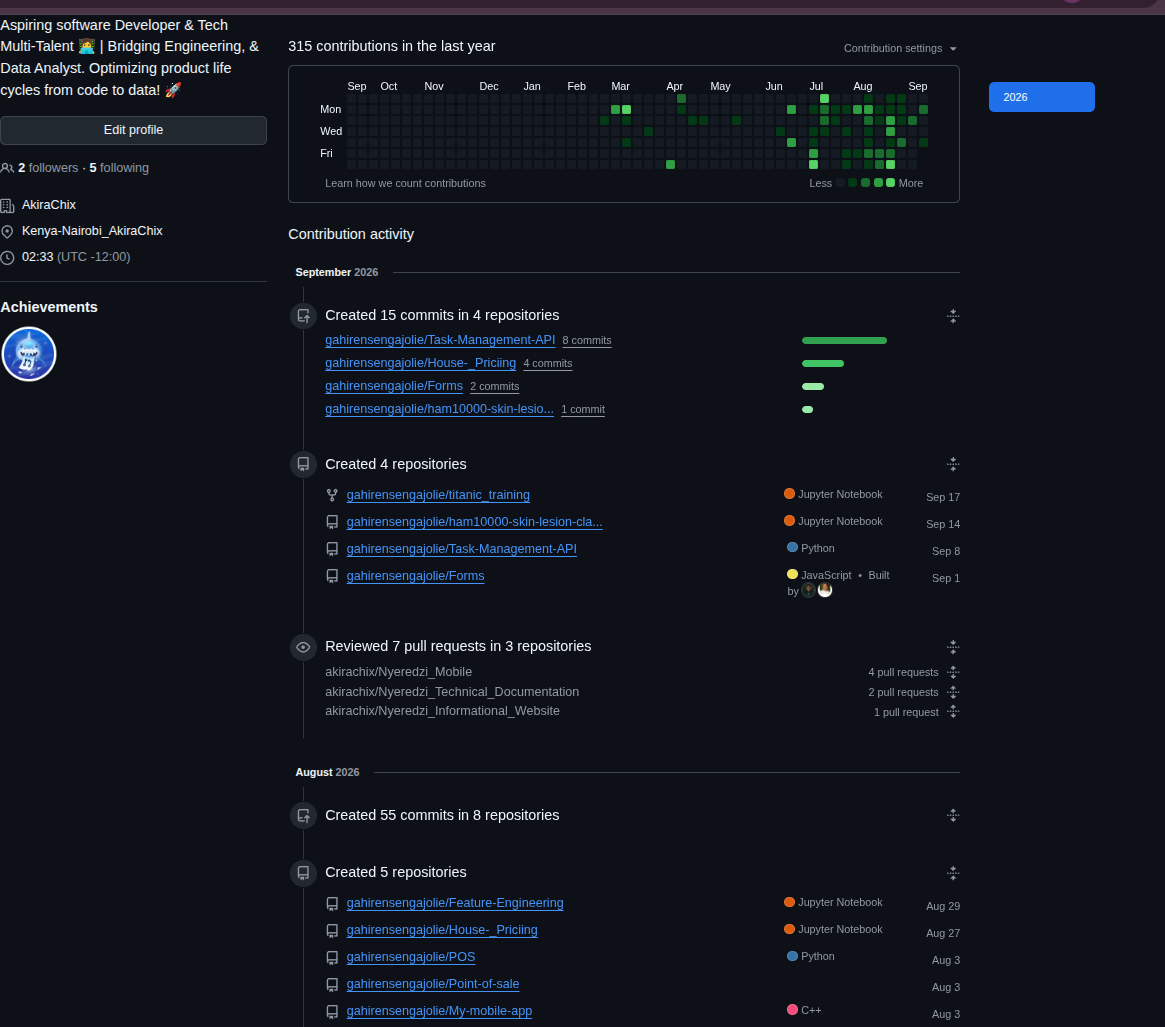 Aspiring software Developer & Tech
Multi-Talent 👩‍💻 | Bridging Engineering, &
Data Analyst. Optimizing product life
cycles from code to data! 🚀
Edit profile
2 followers · 5 following
AkiraChix
Kenya-Nairobi_AkiraChix
02:33 (UTC -12:00)
Achievements
315 contributions in the last year
Contribution settings
2026
Sep Oct Nov Dec Jan Feb Mar Apr May Jun Jul Aug Sep
Mon
Wed
Fri
Learn how we count contributions
Less More
Contribution activity
September 2026
Created 15 commits in 4 repositories
gahirensengajolie/Task-Management-API 8 commits
gahirensengajolie/House-_Priciing 4 commits
gahirensengajolie/Forms 2 commits
gahirensengajolie/ham10000-skin-lesio... 1 commit
Created 4 repositories
gahirensengajolie/titanic_training Jupyter Notebook Sep 17
gahirensengajolie/ham10000-skin-lesion-cla... Jupyter Notebook Sep 14
gahirensengajolie/Task-Management-API Python Sep 8
gahirensengajolie/Forms JavaScript • Built Sep 1
by
Reviewed 7 pull requests in 3 repositories
akirachix/Nyeredzi_Mobile 4 pull requests
akirachix/Nyeredzi_Technical_Documentation 2 pull requests
akirachix/Nyeredzi_Informational_Website 1 pull request
August 2026
Created 55 commits in 8 repositories
Created 5 repositories
gahirensengajolie/Feature-Engineering Jupyter Notebook Aug 29
gahirensengajolie/House-_Priciing Jupyter Notebook Aug 27
gahirensengajolie/POS Python Aug 3
gahirensengajolie/Point-of-sale Aug 3
gahirensengajolie/My-mobile-app C++ Aug 3